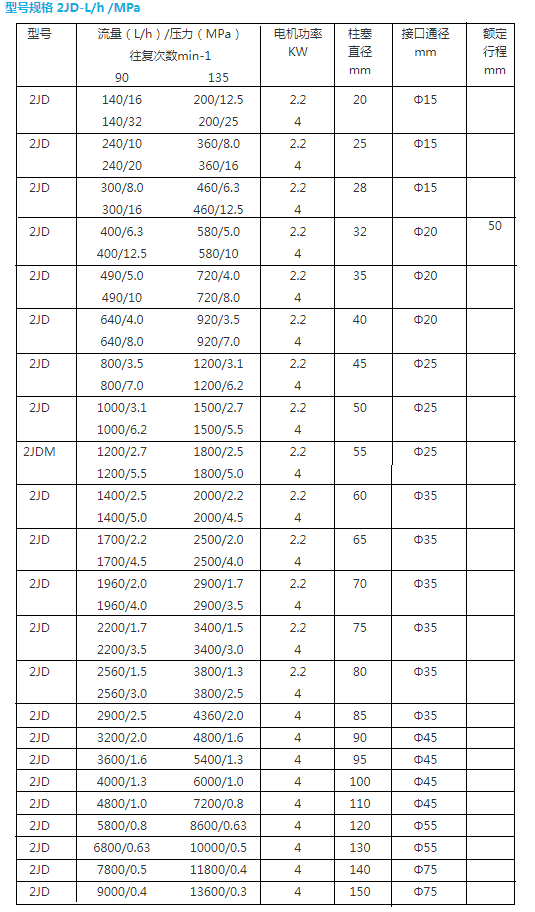 型号规格 2JD-L/h /MPa
型号 流量（L/h）/压力（MPa） 电机功率 柱塞 接口通径 额定
往复次数min-1 KW 直径 mm 行程
90 135 mm mm
2JD 140/16 200/12.5 2.2 20 Φ15
140/32 200/25 4
2JD 240/10 360/8.0 2.2 25 Φ15
240/20 360/16 4
2JD 300/8.0 460/6.3 2.2 28 Φ15
300/16 460/12.5 4
2JD 400/6.3 580/5.0 2.2 32 Φ20 50
400/12.5 580/10 4
2JD 490/5.0 720/4.0 2.2 35 Φ20
490/10 720/8.0 4
2JD 640/4.0 920/3.5 2.2 40 Φ20
640/8.0 920/7.0 4
2JD 800/3.5 1200/3.1 2.2 45 Φ25
800/7.0 1200/6.2 4
2JD 1000/3.1 1500/2.7 2.2 50 Φ25
1000/6.2 1500/5.5 4
2JDM 1200/2.7 1800/2.5 2.2 55 Φ25
1200/5.5 1800/5.0 4
2JD 1400/2.5 2000/2.2 2.2 60 Φ35
1400/5.0 2000/4.5 4
2JD 1700/2.2 2500/2.0 2.2 65 Φ35
1700/4.5 2500/4.0 4
2JD 1960/2.0 2900/1.7 2.2 70 Φ35
1960/4.0 2900/3.5 4
2JD 2200/1.7 3400/1.5 2.2 75 Φ35
2200/3.5 3400/3.0 4
2JD 2560/1.5 3800/1.3 2.2 80 Φ35
2560/3.0 3800/2.5 4
2JD 2900/2.5 4360/2.0 4 85 Φ35
2JD 3200/2.0 4800/1.6 4 90 Φ45
2JD 3600/1.6 5400/1.3 4 95 Φ45
2JD 4000/1.3 6000/1.0 4 100 Φ45
2JD 4800/1.0 7200/0.8 4 110 Φ45
2JD 5800/0.8 8600/0.63 4 120 Φ55
2JD 6800/0.63 10000/0.5 4 130 Φ55
2JD 7800/0.5 11800/0.4 4 140 Φ75
2JD 9000/0.4 13600/0.3 4 150 Φ75